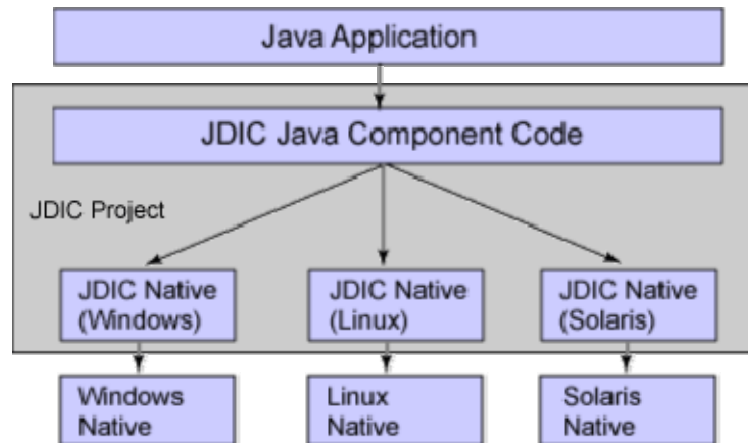 Java Application
JDIC Java Component Code
JDIC Project
JDIC Native
(Windows)
JDIC Native
(Linux)
JDIC Native
(Solaris)
Windows
Native
Linux
Native
Solaris
Native